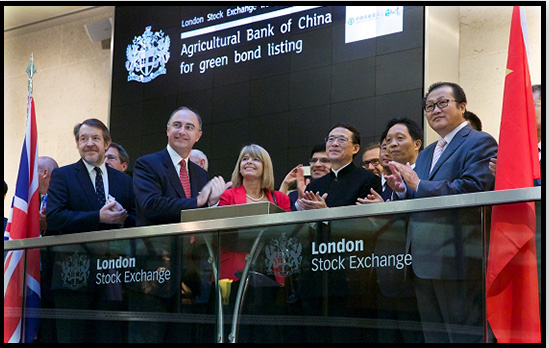 London Stock Exchange
Agricultural Bank of China
for green bond listing
London
Stock Exchange
London
Stock Exchange